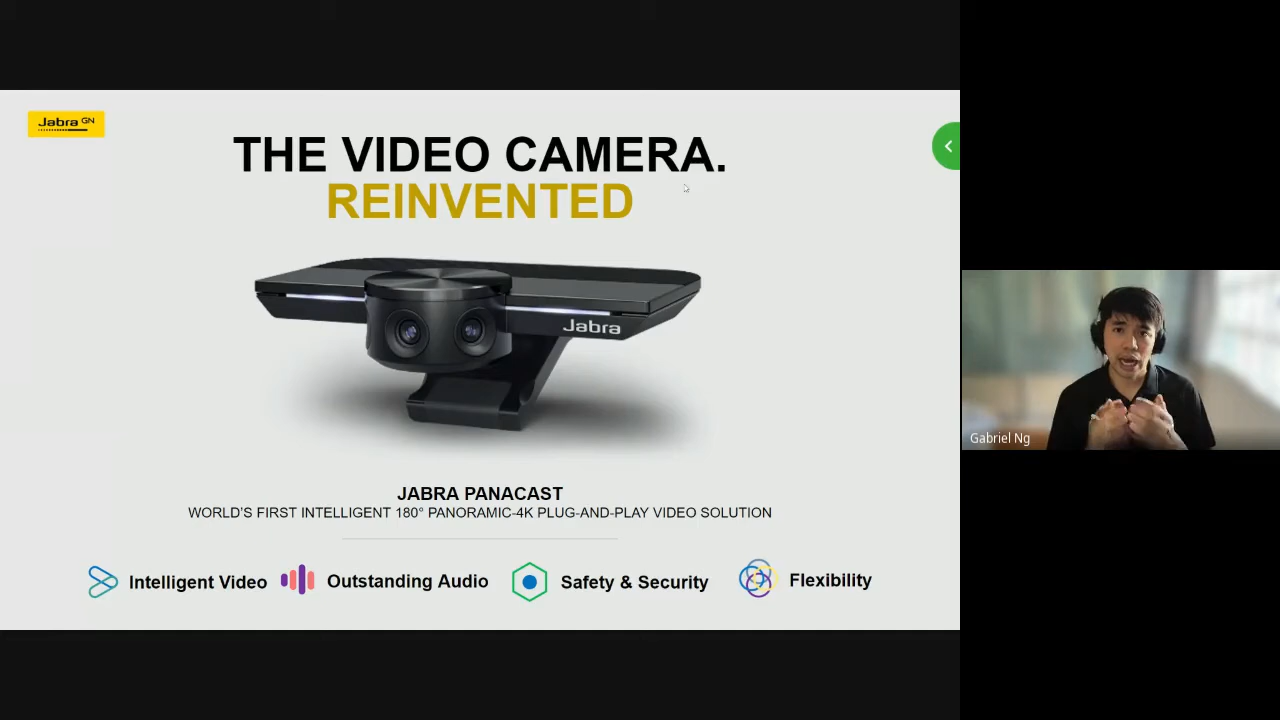 Jabra GN
THE VIDEO CAMERA.
REINVENTED
Jabra
JABRA PANACAST
WORLD'S FIRST INTELLIGENT 180° PANORAMIC-4K PLUG-AND-PLAY VIDEO SOLUTION
Intelligent Video
Outstanding Audio
Safety & Security
Flexibility
Gabriel Ng